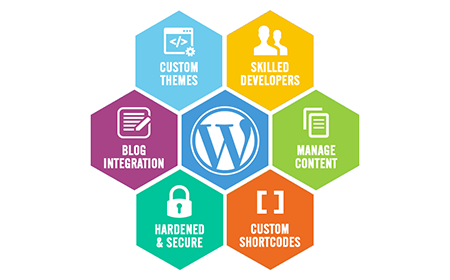 CUSTOM
THEMES
SKILLED
DEVELOPERS
BLOG
INTEGRATION
W
MANAGE
CONTENT
HARDENED
& SECURE
CUSTOM
SHORTCODES